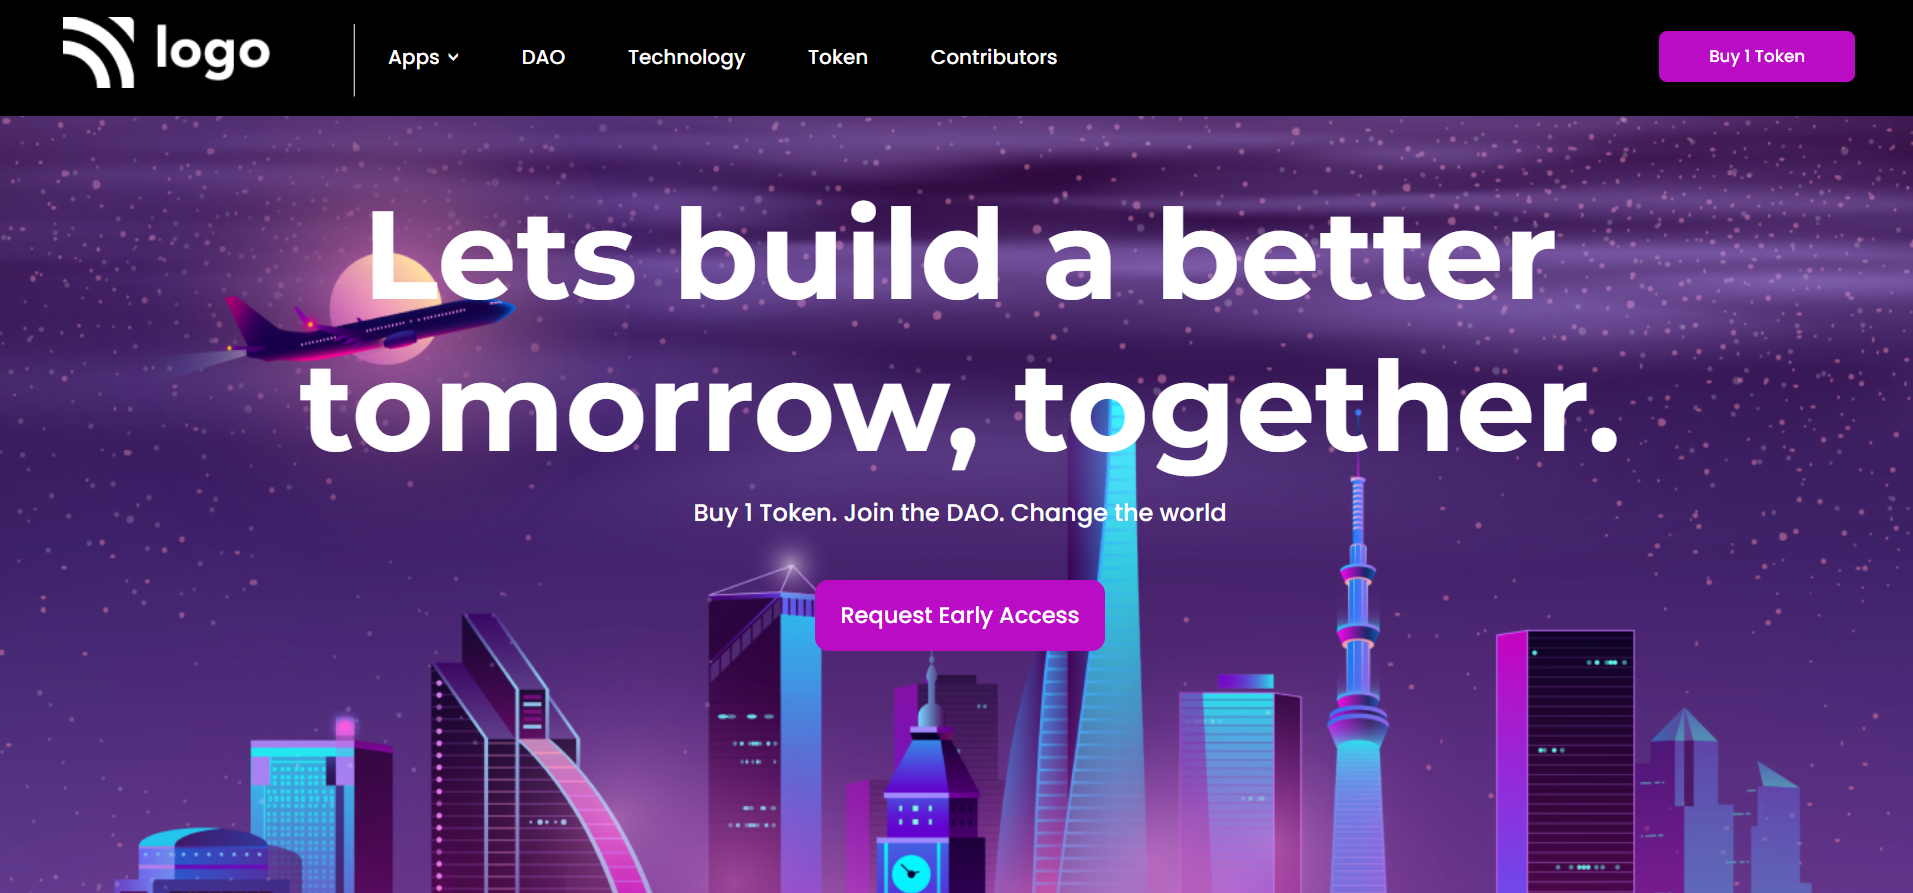 logo
Apps
DAO
Technology
Token
Contributors
Buy 1 Token
Lets build a better
tomorrow, together.
Buy 1 Token. Join the DAO. Change the world
Request Early Access